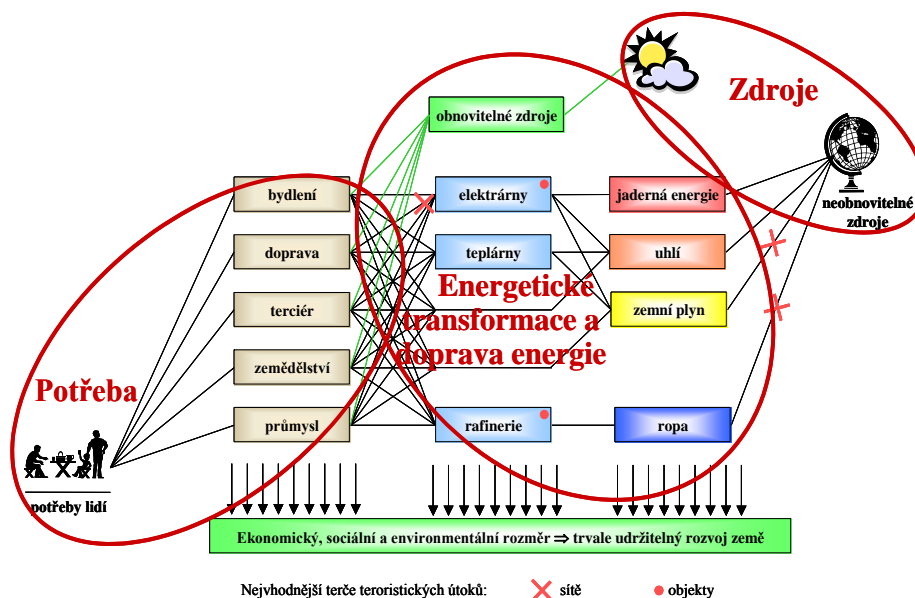 Zdroje
obnovitelné zdroje
bydlení
elektrárny
jaderná energie
neobnovitelné
zdroje
doprava
teplárny
uhlí
Energetické
transformace a
doprava energie
terciér
zemní plyn
zemědělství
Potřeba
průmysl
rafinerie
ropa
potřeby lidí
Ekonomický, sociální a environmentální rozměr ⇒ trvale udržitelný rozvoj země
Nejvhodnější terče teroristických útoků:
sítě
objekty